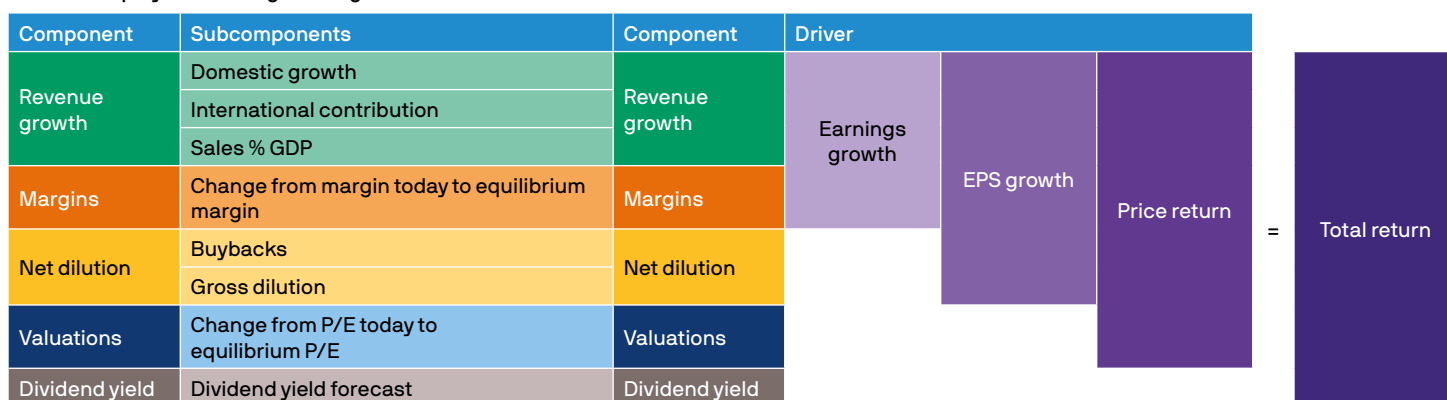 Component
Subcomponents
Component
Driver
Revenue
growth
Domestic growth
International contribution
Sales % GDP
Revenue
growth
Earnings
growth
EPS growth
Price return
=
Total return
Margins
Change from margin today to equilibrium
margin
Margins
Net dilution
Buybacks
Gross dilution
Net dilution
Valuations
Change from P/E today to
equilibrium P/E
Valuations
Dividend yield
Dividend yield forecast
Dividend yield